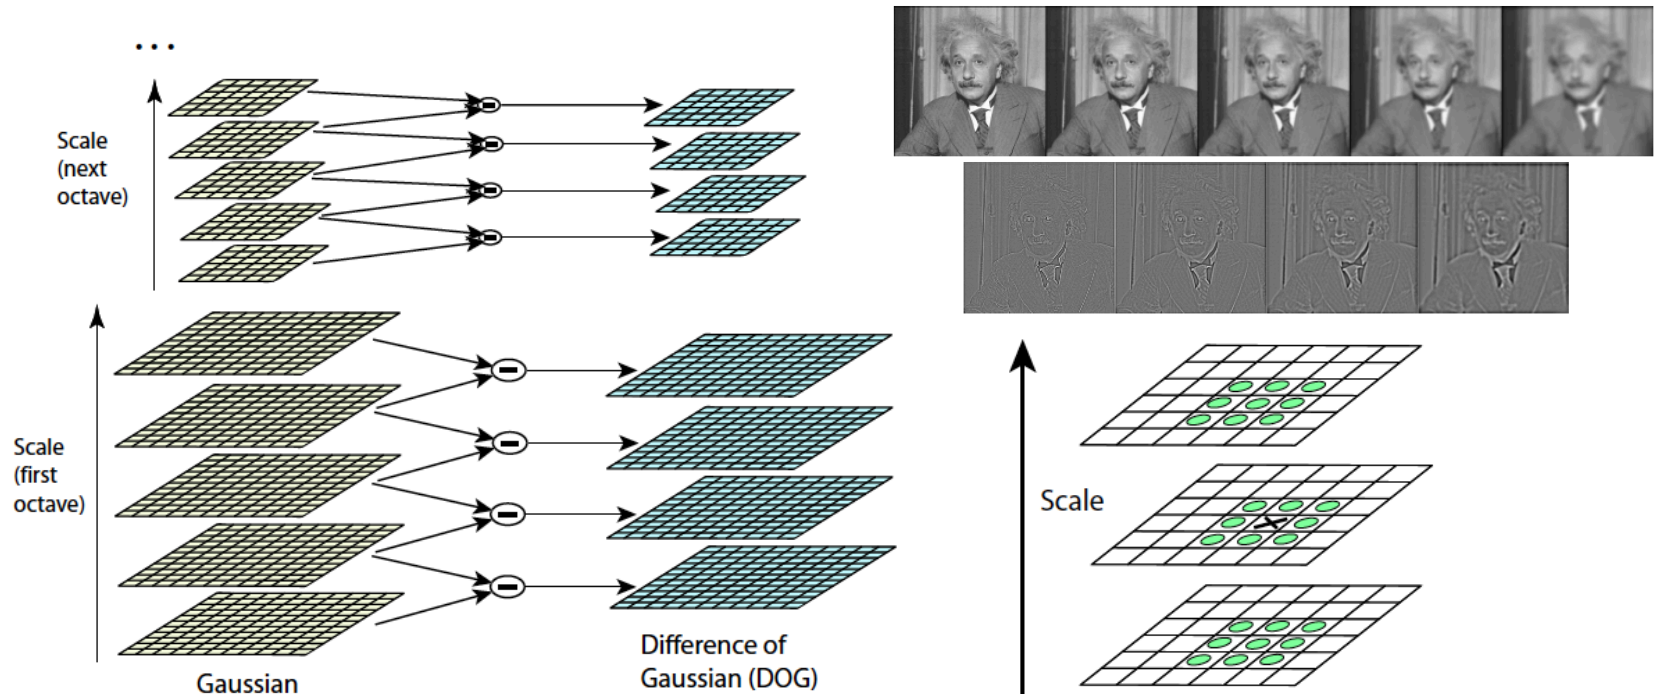 ...
Scale
(next
octave)
Scale
(first
octave)
Gaussian
Difference of
Gaussian (DOG)
Scale